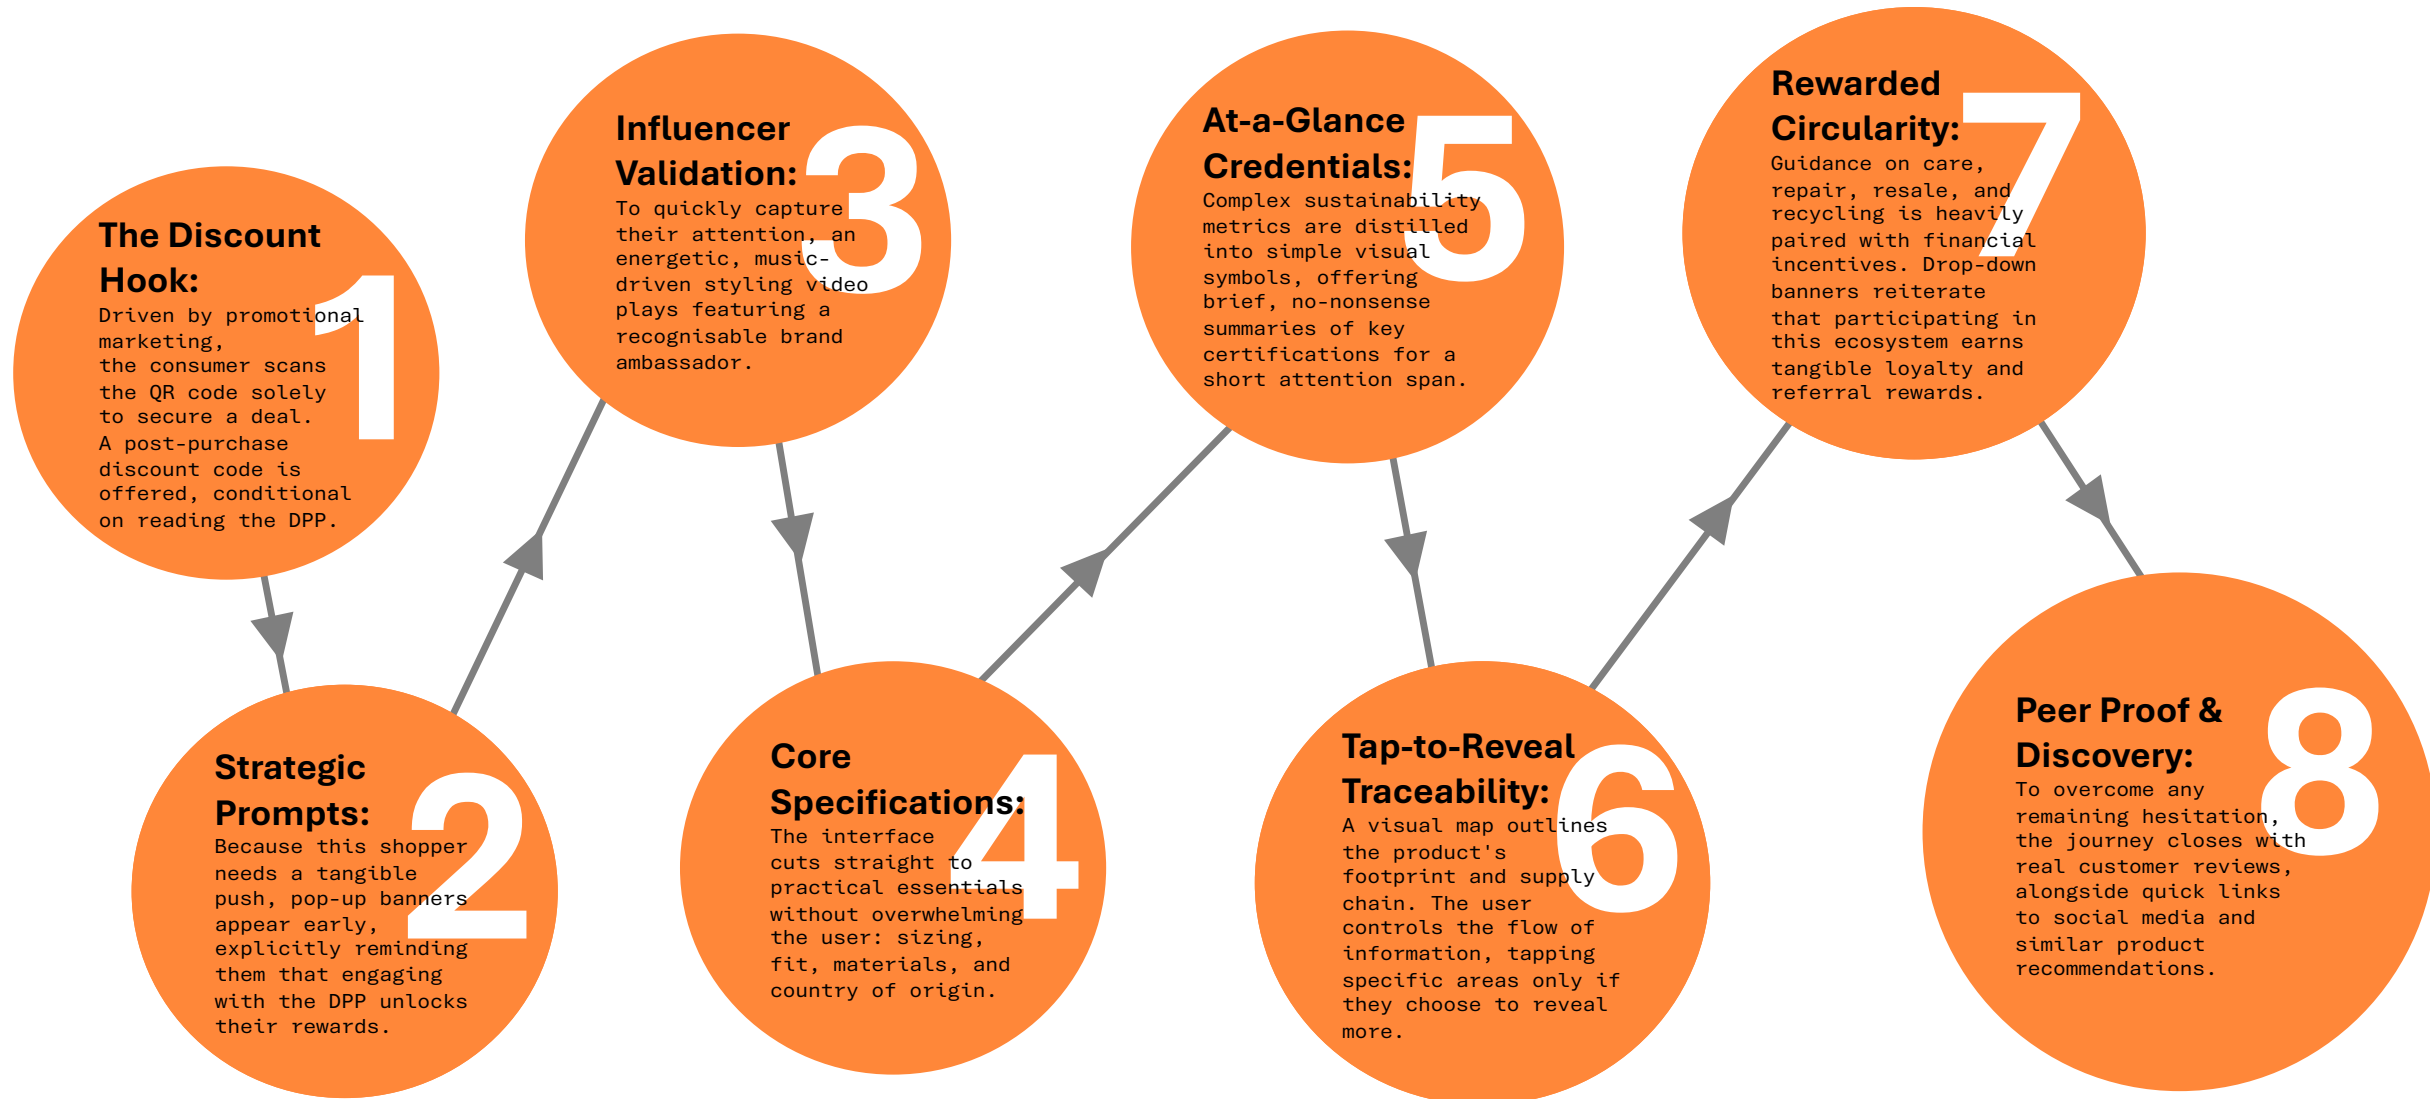 The Discount
Hook:
1
Driven by promotional
marketing,
the consumer scans
the QR code solely
to secure a deal.
A post-purchase
discount code is
offered, conditional
on reading the DPP.
Strategic
Prompts:
2
Because this shopper
needs a tangible
push, pop-up banners
appear early,
explicitly reminding
them that engaging
with the DPP unlocks
their rewards.
Influencer
Validation:
3
To quickly capture
their attention, an
energetic, music-
driven styling video
plays featuring a
recognisable brand
ambassador.
Core
Specifications:
4
The interface
cuts straight to
practical essentials
without overwhelming
the user: sizing,
fit, materials, and
country of origin.
At-a-Glance
Credentials:
5
Complex sustainability
metrics are distilled
into simple visual
symbols, offering
brief, no-nonsense
summaries of key
certifications for a
short attention span.
Tap-to-Reveal
Traceability:
6
A visual map outlines
the product's
footprint and supply
chain. The user
controls the flow of
information, tapping
specific areas only if
they choose to reveal
more.
Rewarded
Circularity:
7
Guidance on care,
repair, resale, and
recycling is heavily
paired with financial
incentives. Drop-down
banners reiterate
that participating in
this ecosystem earns
tangible loyalty and
referral rewards.
Peer Proof &
Discovery:
8
To overcome any
remaining hesitation,
the journey closes with
real customer reviews,
alongside quick links
to social media and
similar product
recommendations.